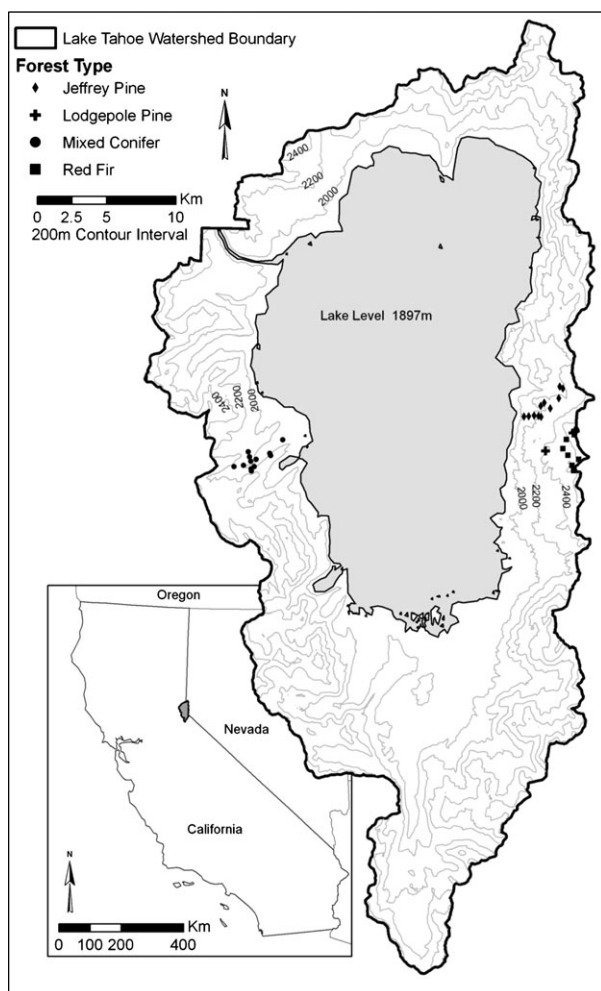 Lake Tahoe Watershed Boundary
Forest Type
Jeffrey Pine
Lodgepole Pine
Mixed Conifer
Red Fir
N
Km
0 2.5 5 10
200m Contour Interval
2400
2200
2000
Lake Level 1897m
2400
2200
2000
2000
2200
2400
Oregon
Nevada
California
N
Km
0 100 200 400